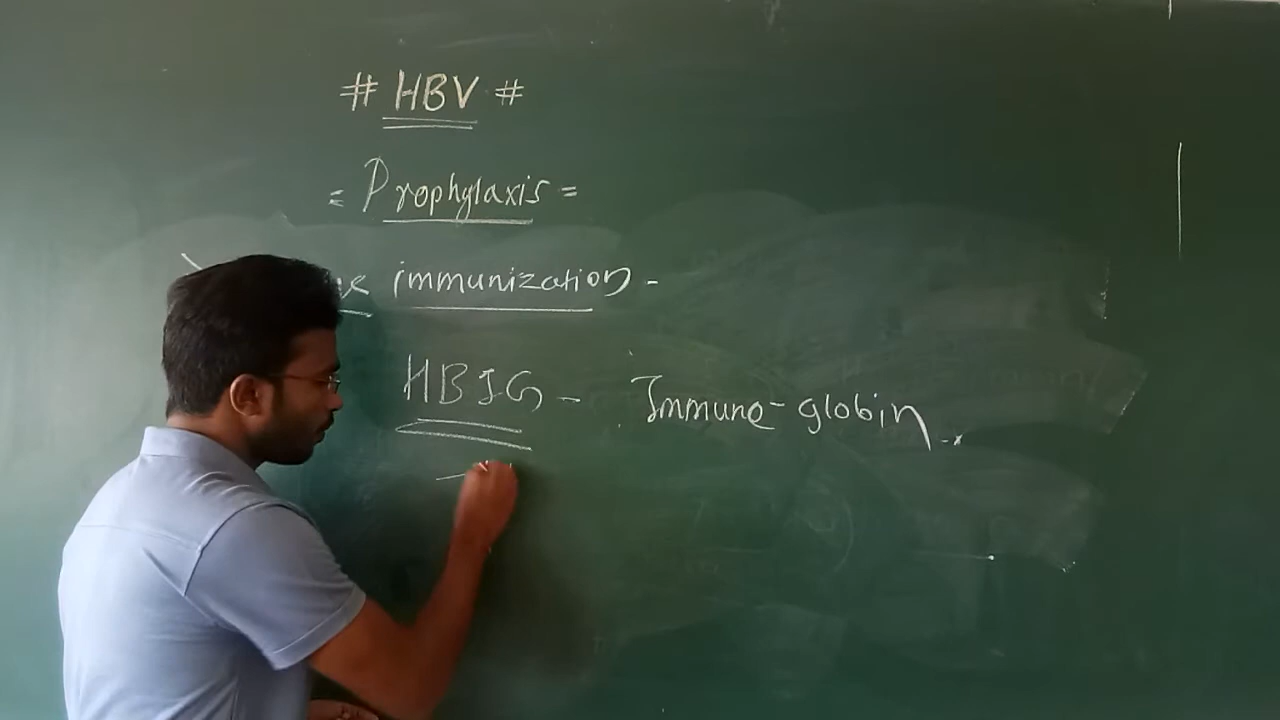 # HBV #
= Prophylaxis =
immunization -
HBIG - Immune-globin